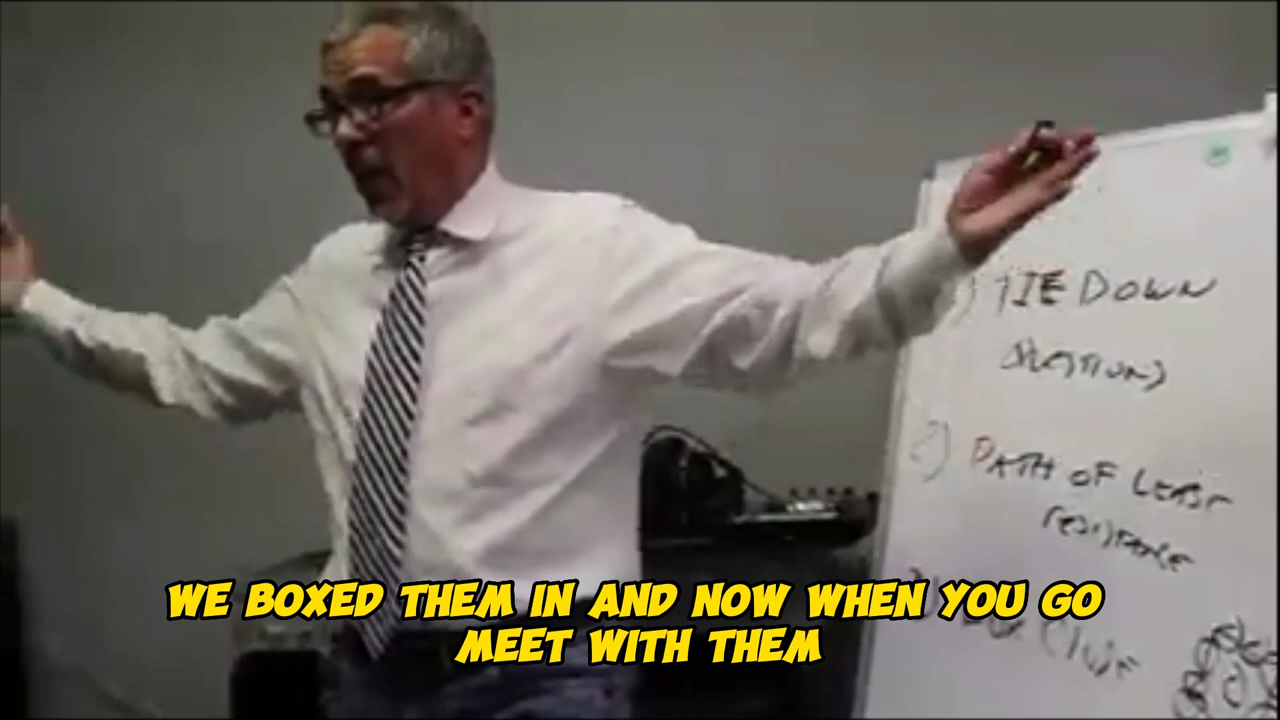 1) TIE DOWN
QUESTIONS
2) PATH OF LEAST
RESISTANCE
WE BOXED THEM IN AND NOW WHEN YOU GO
MEET WITH THEM